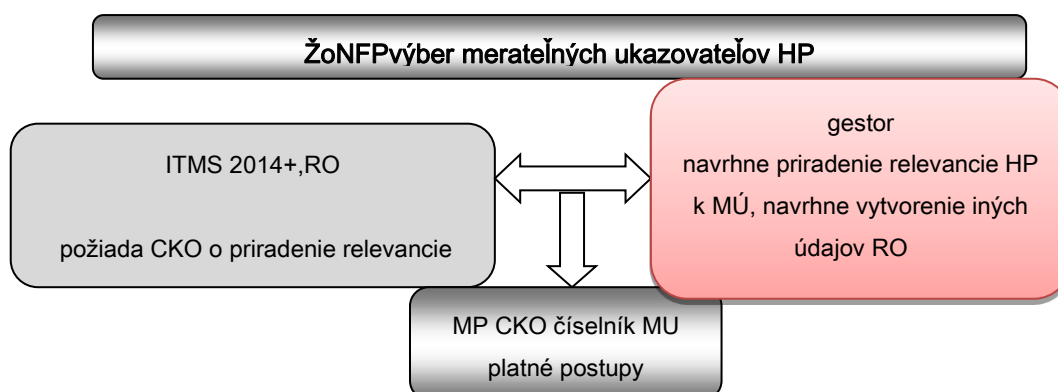 ŽoNFPvýber merateľných ukazovateľov HP
ITMS 2014+,RO
požiada CKO o priradenie relevancie
gestor
navrhne priradenie relevancie HP
k MÚ, navrhne vytvorenie iných
údajov RO
MP CKO číselník MU
platné postupy